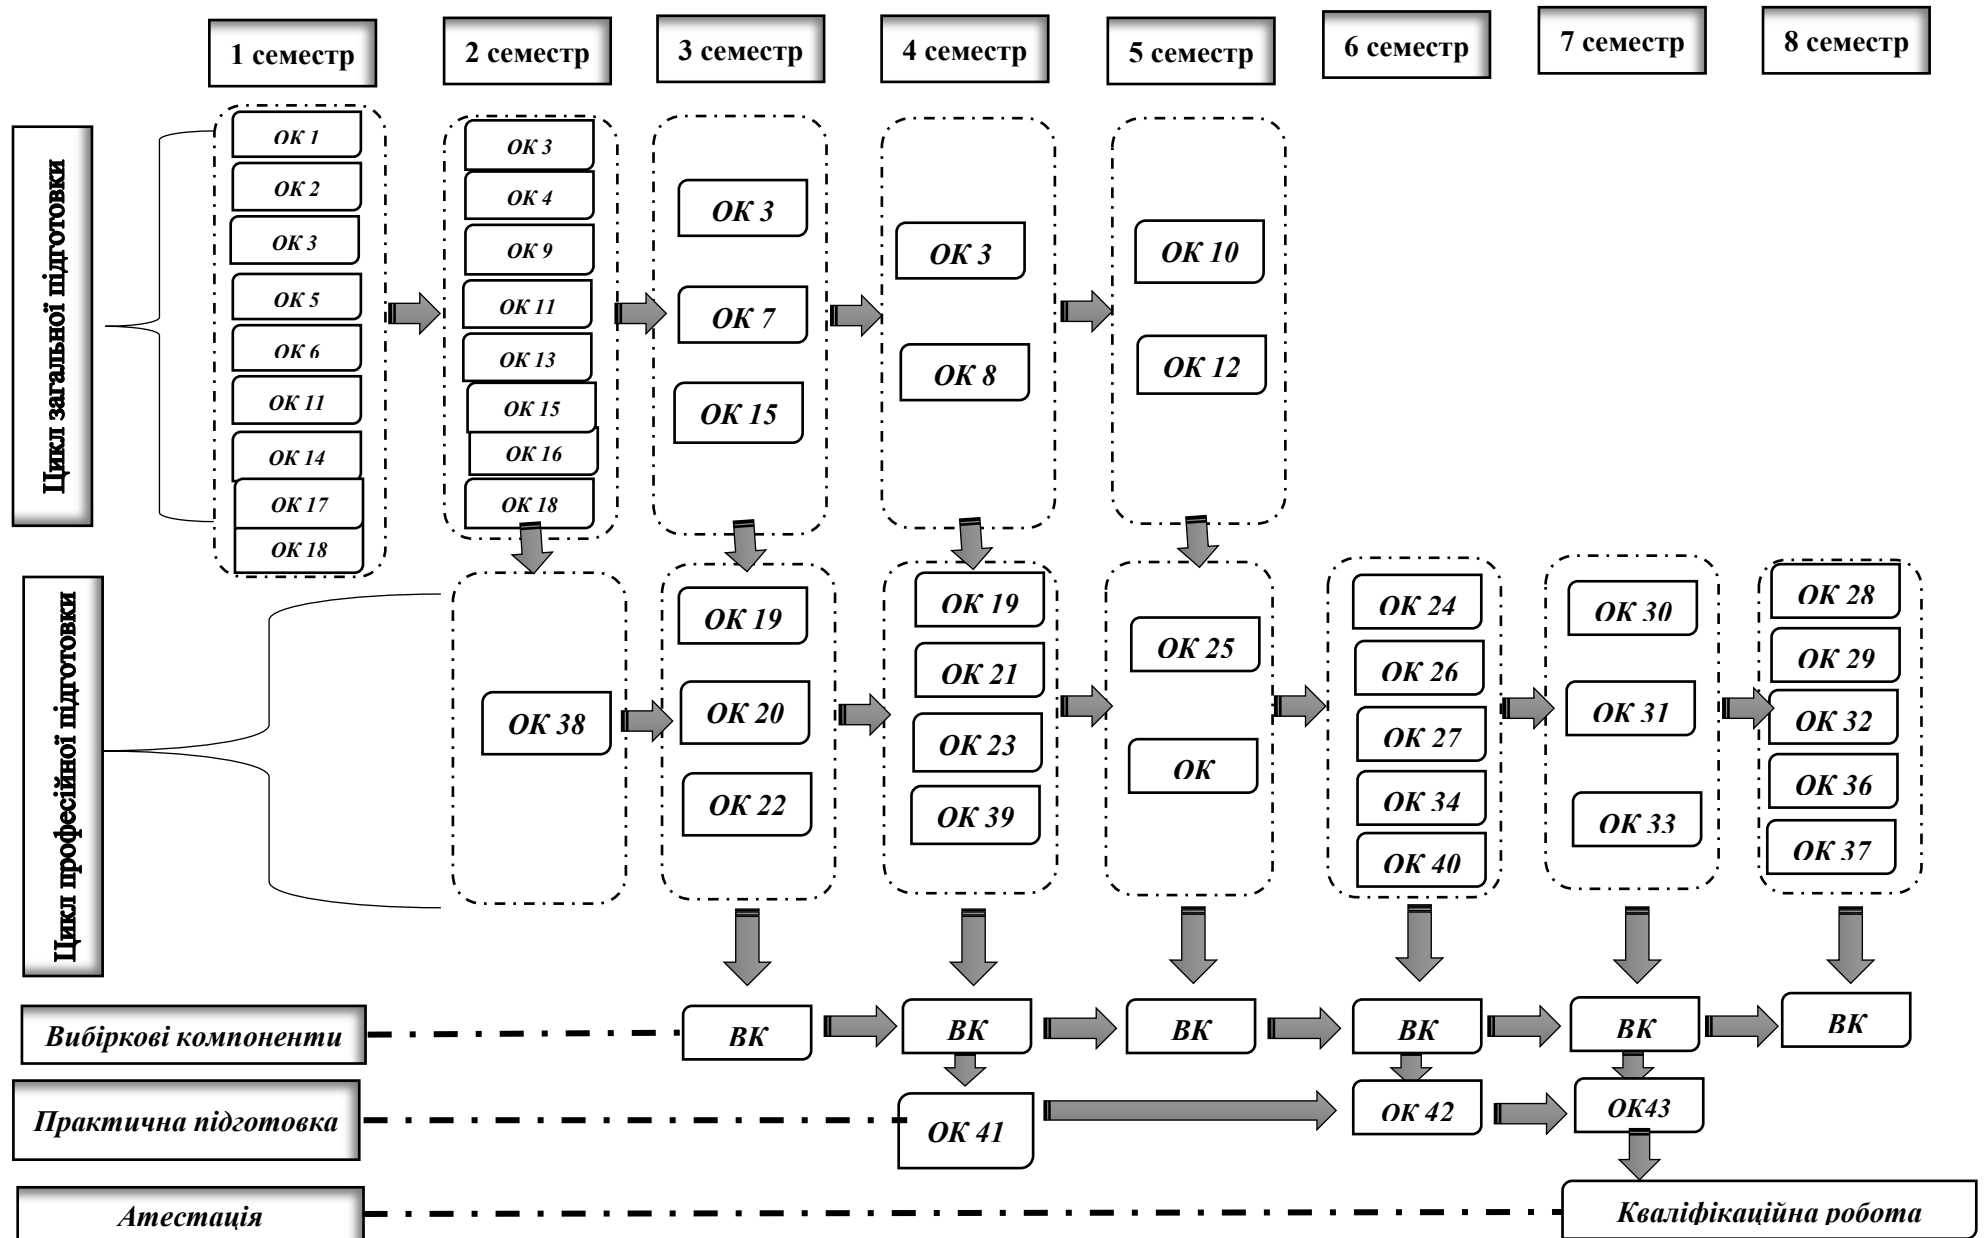 1 семестр
2 семестр
3 семестр
4 семестр
5 семестр
6 семестр
7 семестр
8 семестр
Цикл загальної підготовки
ОК 1
ОК 2
ОК 3
ОК 5
ОК 6
ОК 11
ОК 14
ОК 17
ОК 18
ОК 3
ОК 4
ОК 9
ОК 11
ОК 13
ОК 15
ОК 16
ОК 18
ОК 3
ОК 7
ОК 15
ОК 3
ОК 8
ОК 10
ОК 12
Цикл професійної підготовки
ОК 38
ОК 19
ОК 20
ОК 22
ОК 19
ОК 21
ОК 23
ОК 39
ОК 25
ОК
ОК 24
ОК 26
ОК 27
ОК 34
ОК 40
ОК 30
ОК 31
ОК 33
ОК 28
ОК 29
ОК 32
ОК 36
ОК 37
Вибіркові компоненти
ВК
ВК
ВК
ВК
ВК
ВК
Практична підготовка
ОК 41
ОК 42
ОК43
Атестація
Кваліфікаційна робота